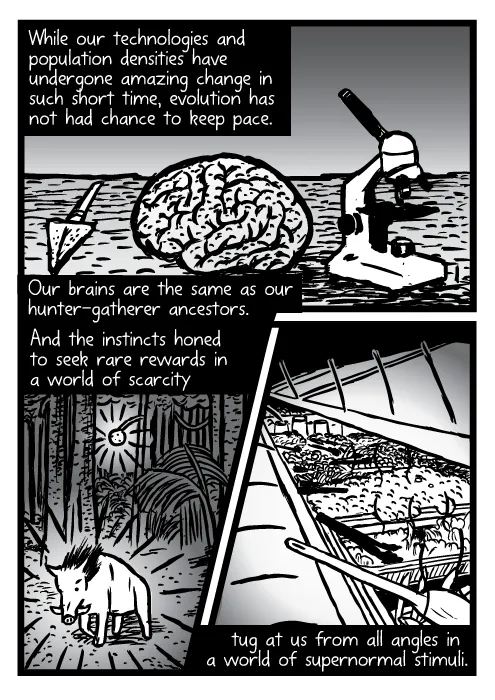 While our technologies and
population densities have
undergone amazing change in
such short time, evolution has
not had chance to keep pace.
Our brains are the same as our
hunter-gatherer ancestors.
And the instincts honed
to seek rare rewards in
a world of scarcity
tug at us from all angles in
a world of supernormal stimuli.